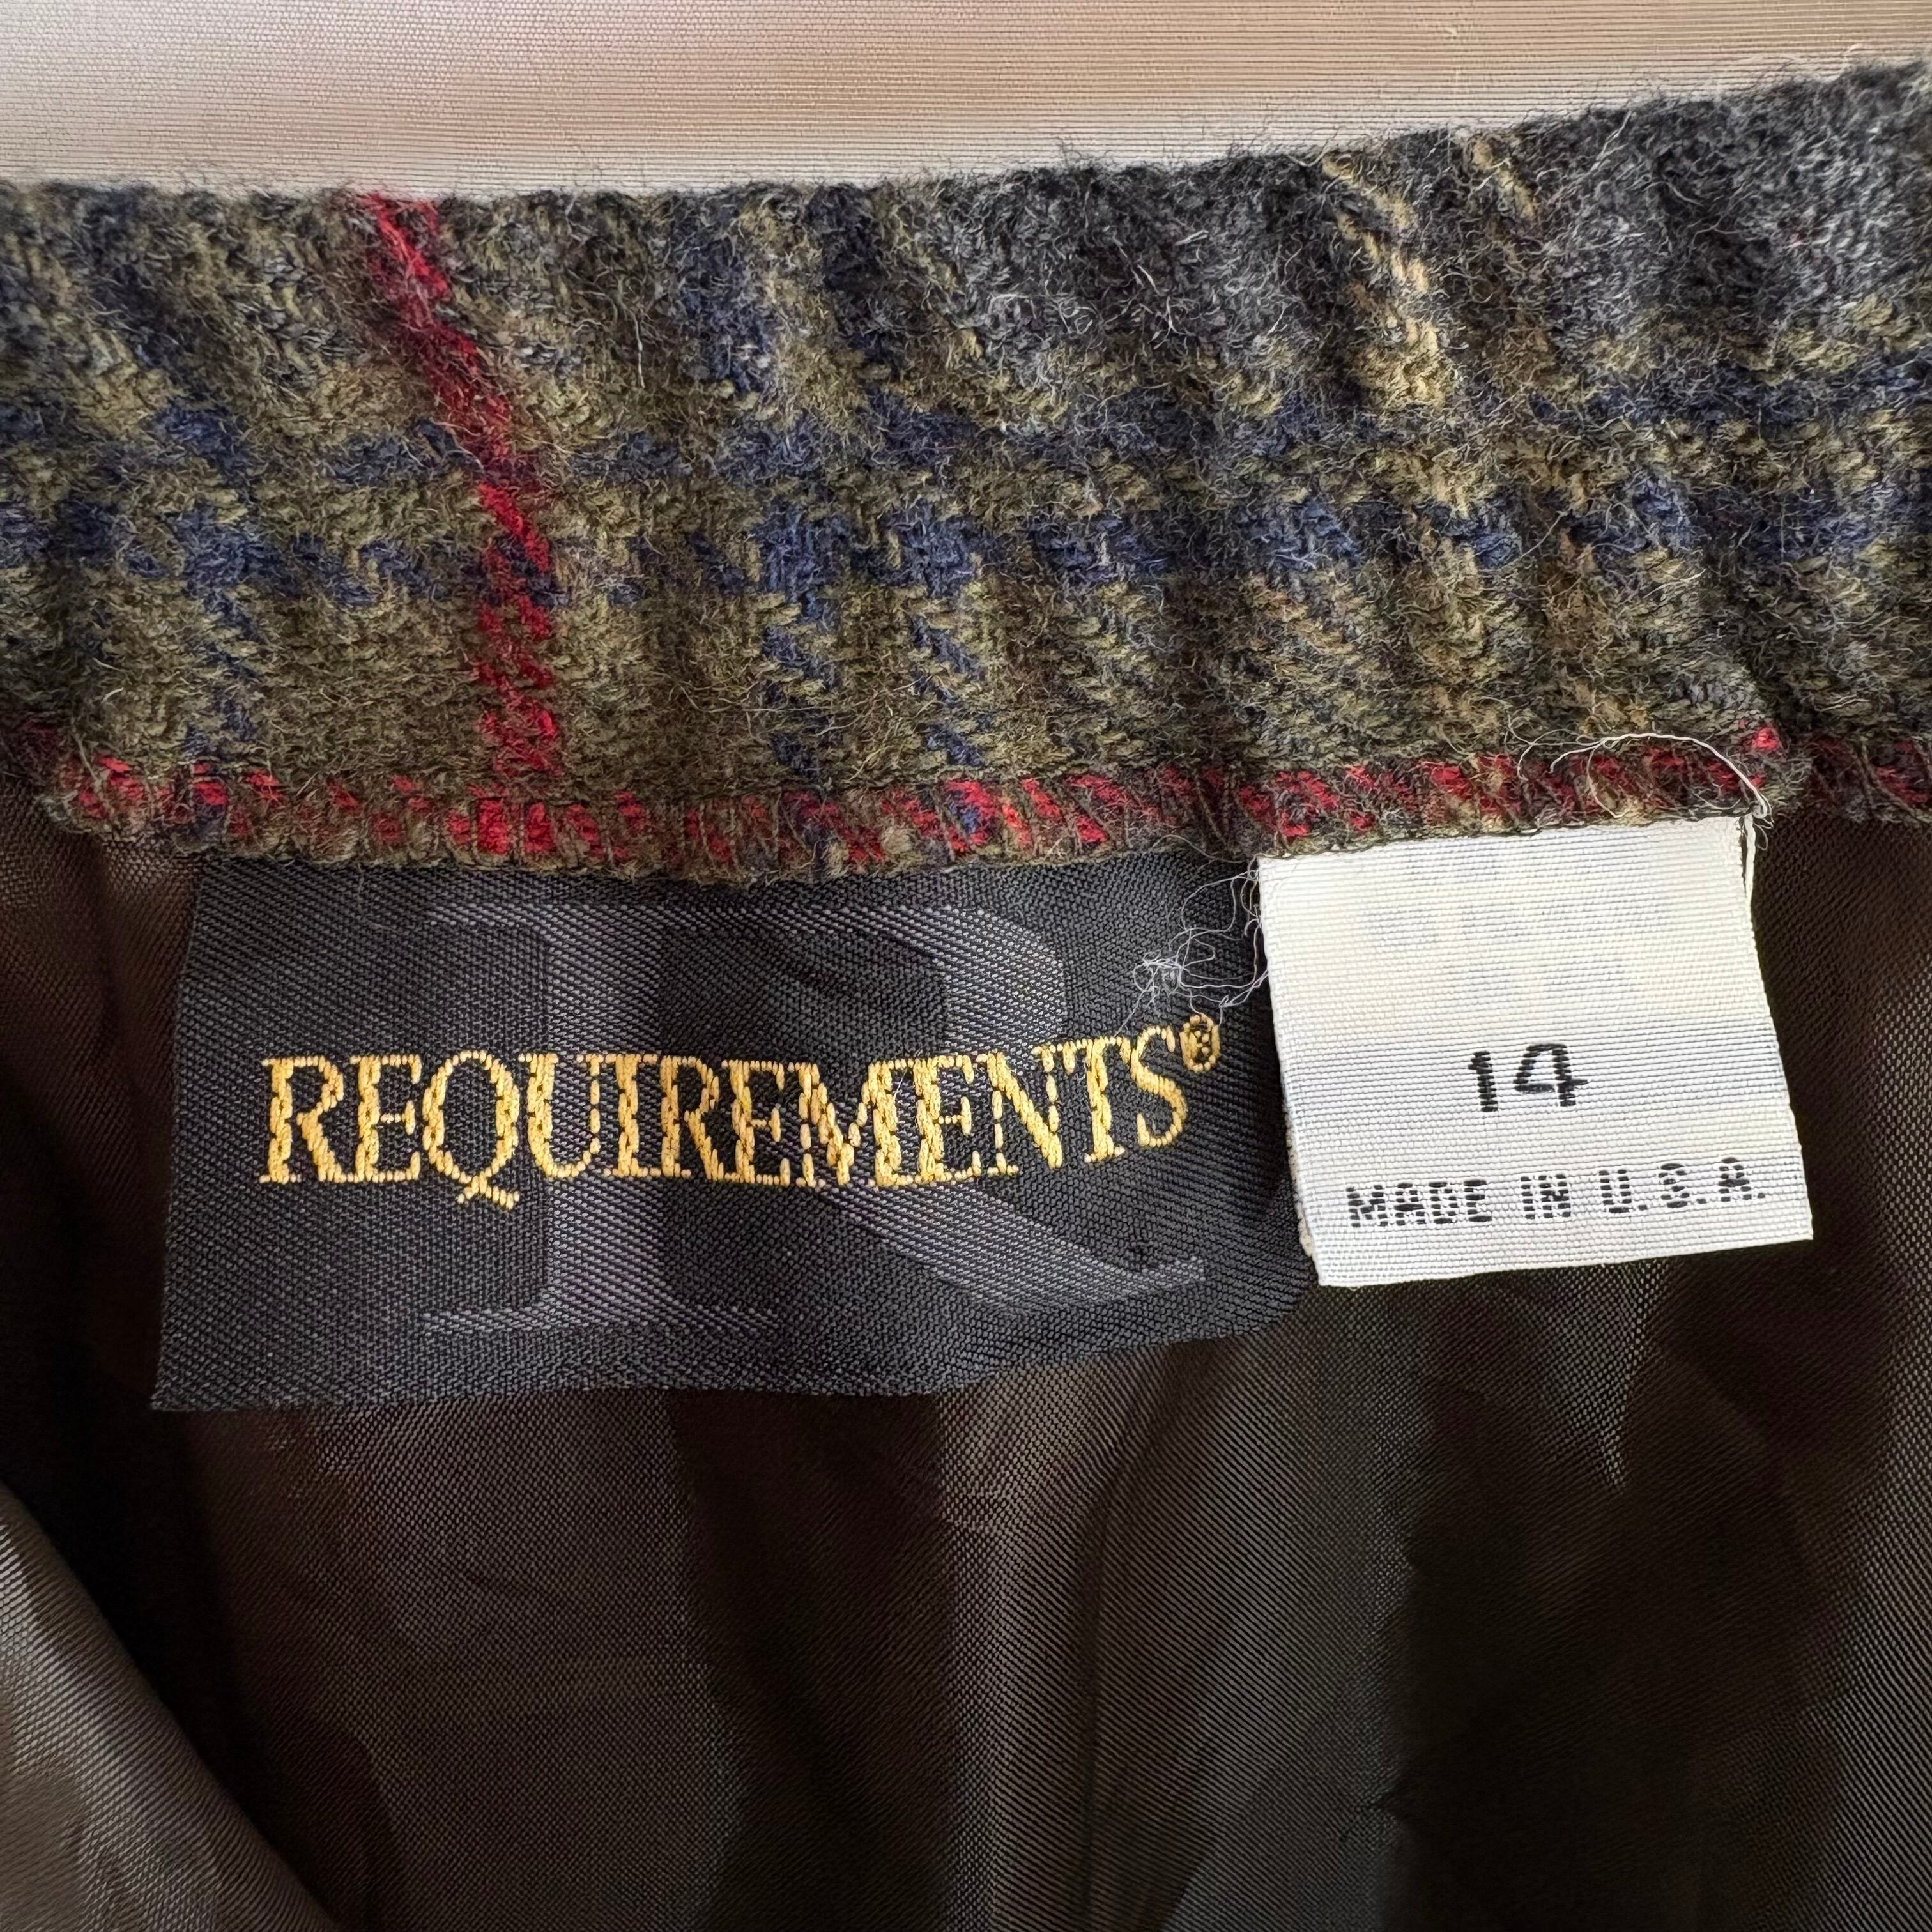 R
REQUIREMENTS®
14
MADE IN U.S.A.